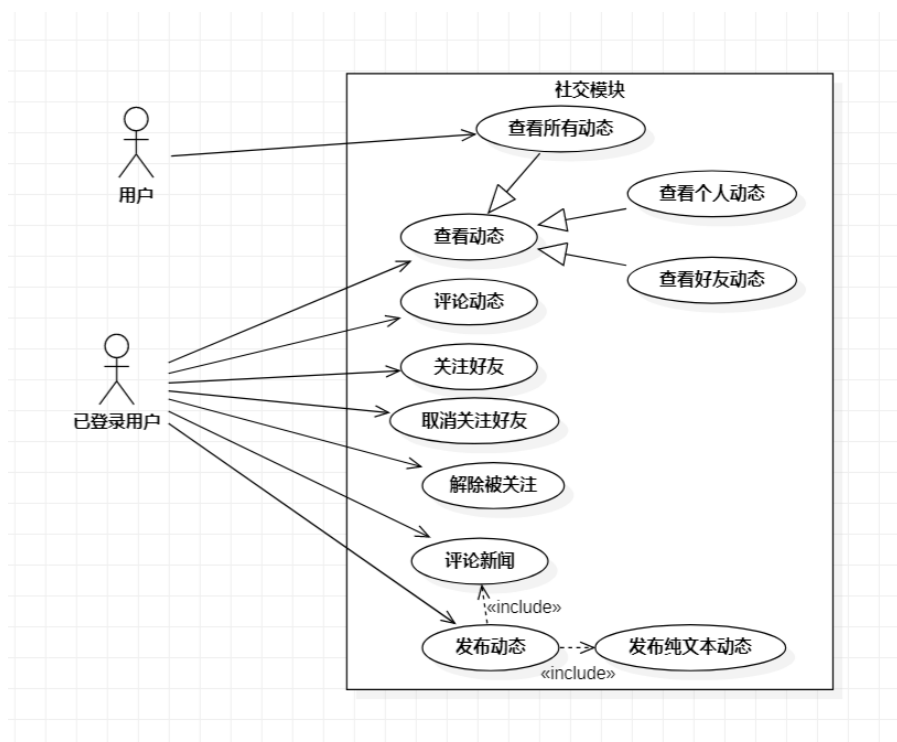 社交模块
查看所有动态
用户
查看个人动态
查看动态
查看好友动态
评论动态
关注好友
已登录用户
取消关注好友
解除被关注
评论新闻
«include»
发布动态
发布纯文本动态
«include»